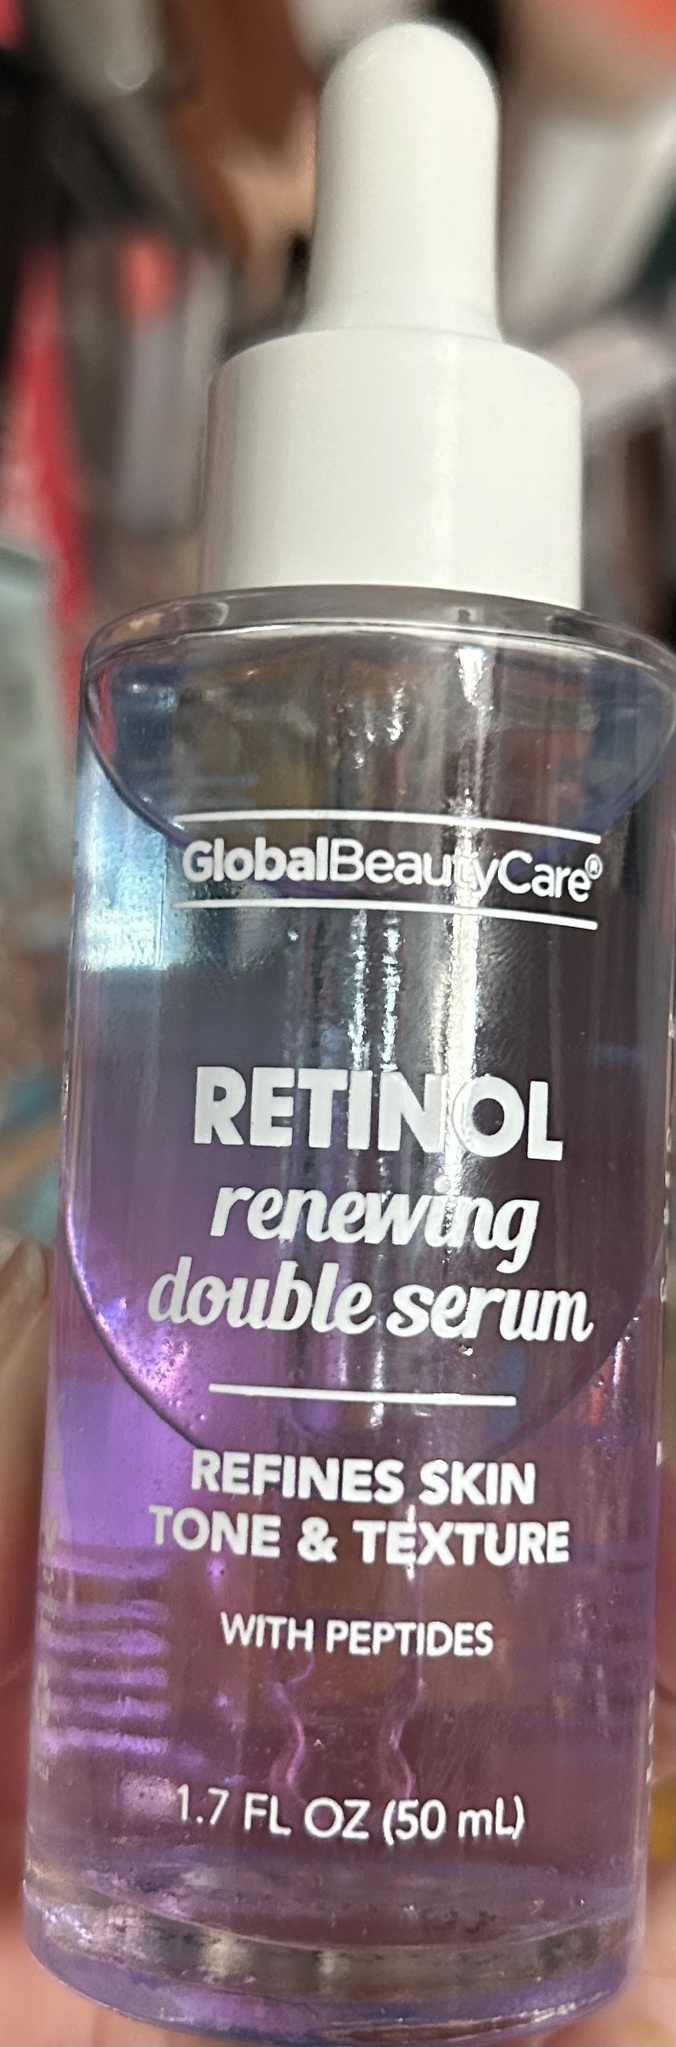 GlobalBeautyCare®
RETINOL
renewing
double serum
REFINES SKIN
TONE & TEXTURE
WITH PEPTIDES
1.7 FL OZ (50 mL)